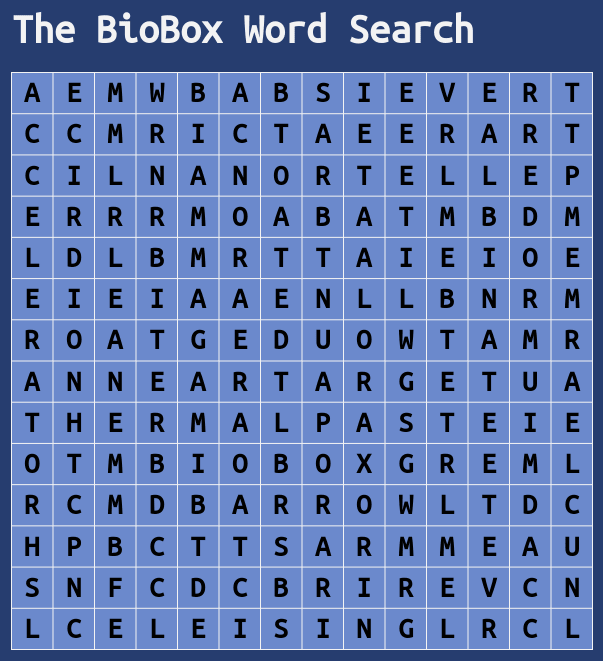 The BioBox Word Search
A E M W B A B S I E V E R T
C C M R I C T A E E R A R T
C I L N A N O R T E L L E P
E R R R M O A B A T M B D M
L D L B M R T T A I E I O E
E I E I A A E N L L B N R M
R O A T G E D U O W T A M R
A N N E A R T A R G E T U A
T H E R M A L P A S T E I E
O T M B I O B O X G R E M L
R C M D B A R R O W L T D C
H P B C T T S A R M M E A U
S N F C D C B R I R E V C N
L C E L E I S I N G L R C L